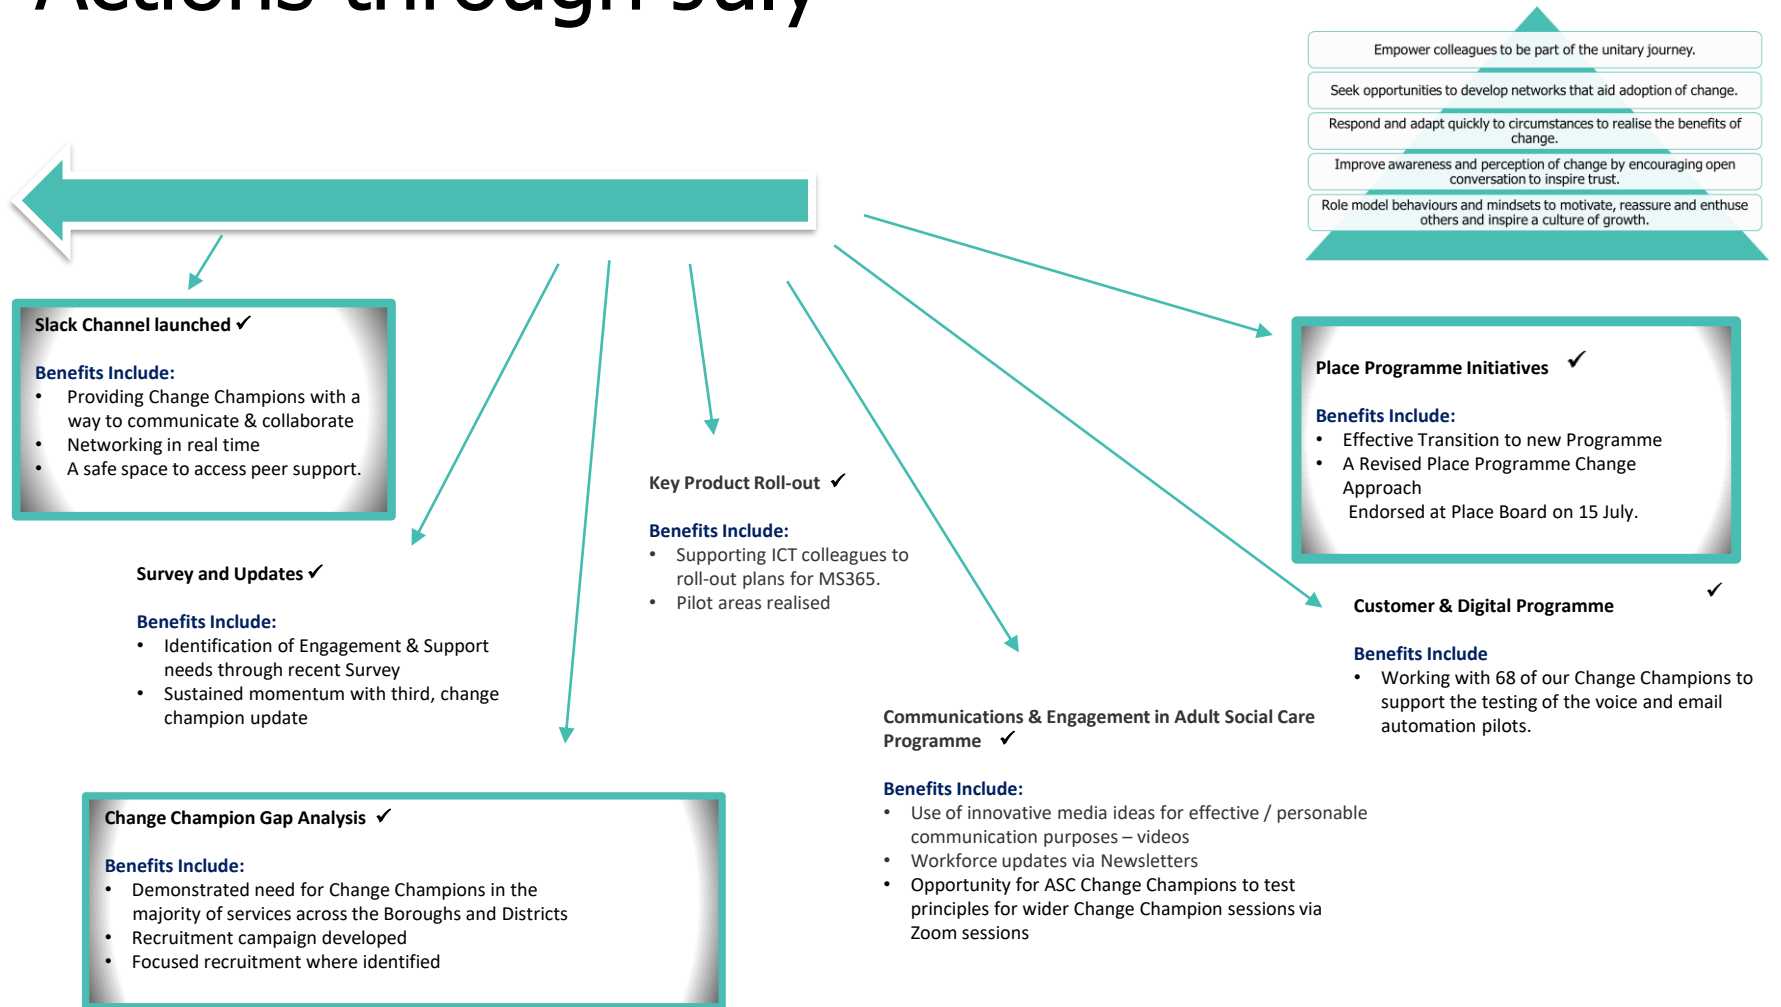 Actions through July
Empower colleagues to be part of the unitary journey.
Seek opportunities to develop networks that aid adoption of change.
Respond and adapt quickly to circumstances to realise the benefits of
change.
Improve awareness and perception of change by encouraging open
conversation to inspire trust.
Role model behaviours and mindsets to motivate, reassure and enthuse
others and inspire a culture of growth.
Slack Channel launched ✓
Benefits Include:
• Providing Change Champions with a
way to communicate & collaborate
• Networking in real time
• A safe space to access peer support.
Survey and Updates ✓
Benefits Include:
• Identification of Engagement & Support
needs through recent Survey
• Sustained momentum with third, change
champion update
Change Champion Gap Analysis ✓
Benefits Include:
• Demonstrated need for Change Champions in the
majority of services across the Boroughs and Districts
• Recruitment campaign developed
• Focused recruitment where identified
Key Product Roll-out ✓
Benefits Include:
• Supporting ICT colleagues to
roll-out plans for MS365.
• Pilot areas realised
Communications & Engagement in Adult Social Care
Programme ✓
Benefits Include:
• Use of innovative media ideas for effective / personable
communication purposes – videos
• Workforce updates via Newsletters
• Opportunity for ASC Change Champions to test
principles for wider Change Champion sessions via
Zoom sessions
Place Programme Initiatives ✓
Benefits Include:
• Effective Transition to new Programme
• A Revised Place Programme Change
Approach
Endorsed at Place Board on 15 July.
Customer & Digital Programme ✓
Benefits Include
• Working with 68 of our Change Champions to
support the testing of the voice and email
automation pilots.